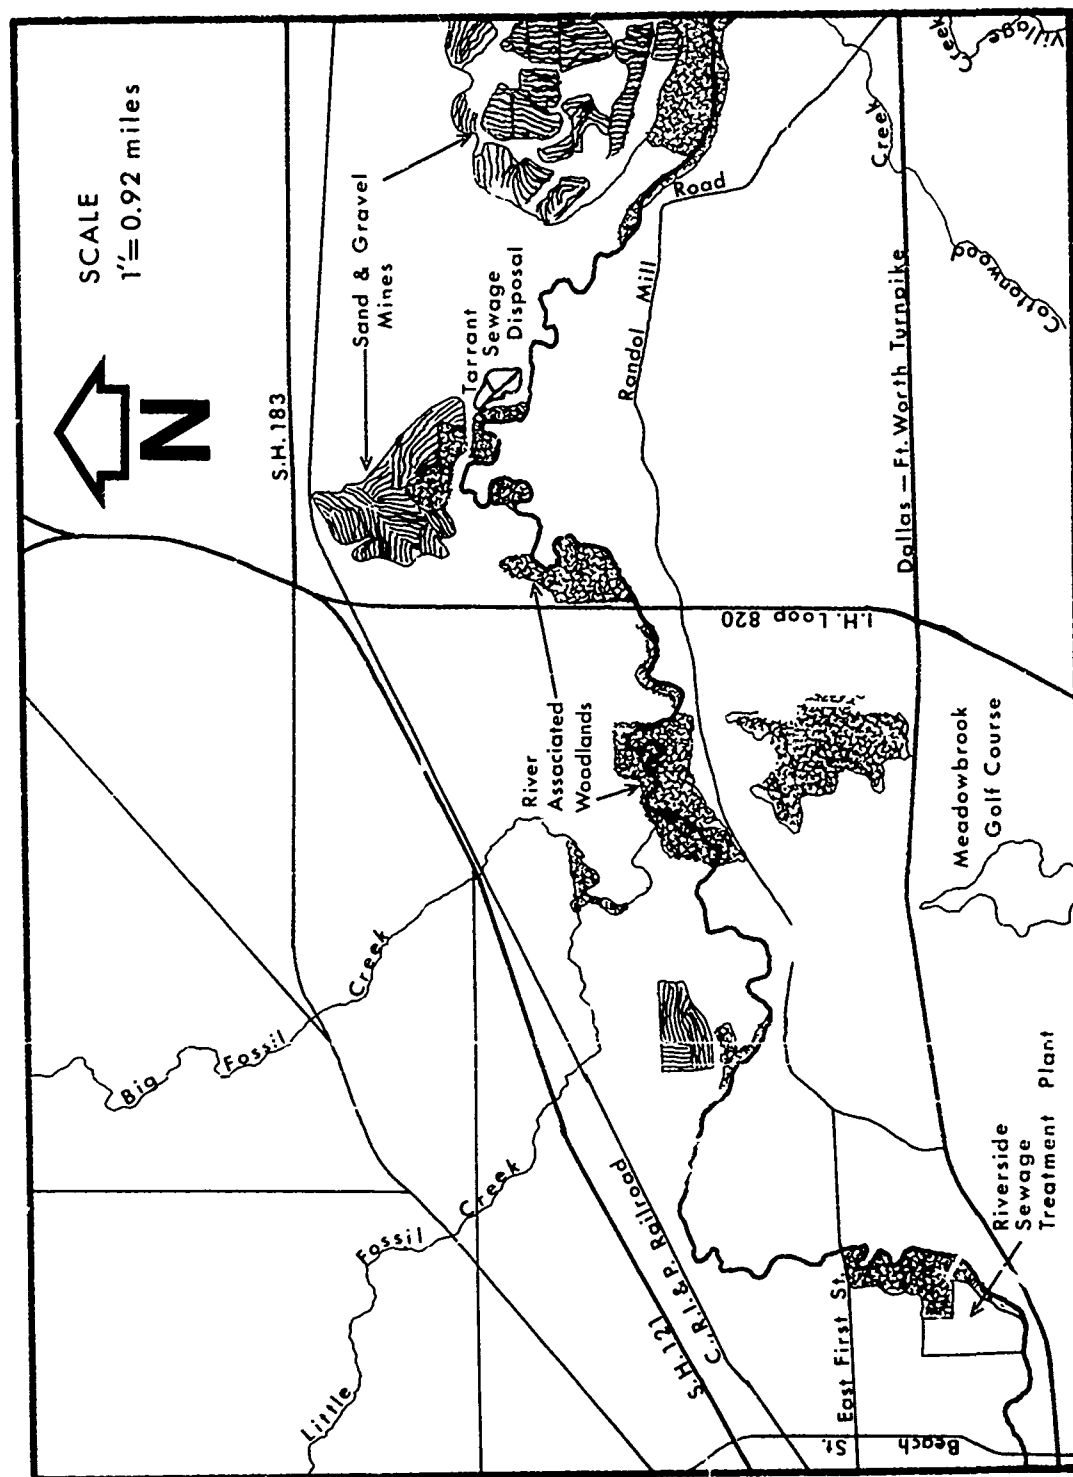 SCALE
1"= 0.92 miles
N
S.H. 183
Sand & Gravel
Mines
Tarrant
Sewage
Disposal
Randol Mill Road
Creek
Village
Cottonwood Creek
Dallas – Ft. Worth Turnpike
I.H. Loop 820
River
Associated
Woodlands
Meadowbrook
Golf Course
Big Fossil Creek
Little Fossil Creek
S.H. 121
C., R.I. & P. Railroad
East First St.
Beach St.
Riverside
Sewage
Treatment Plant